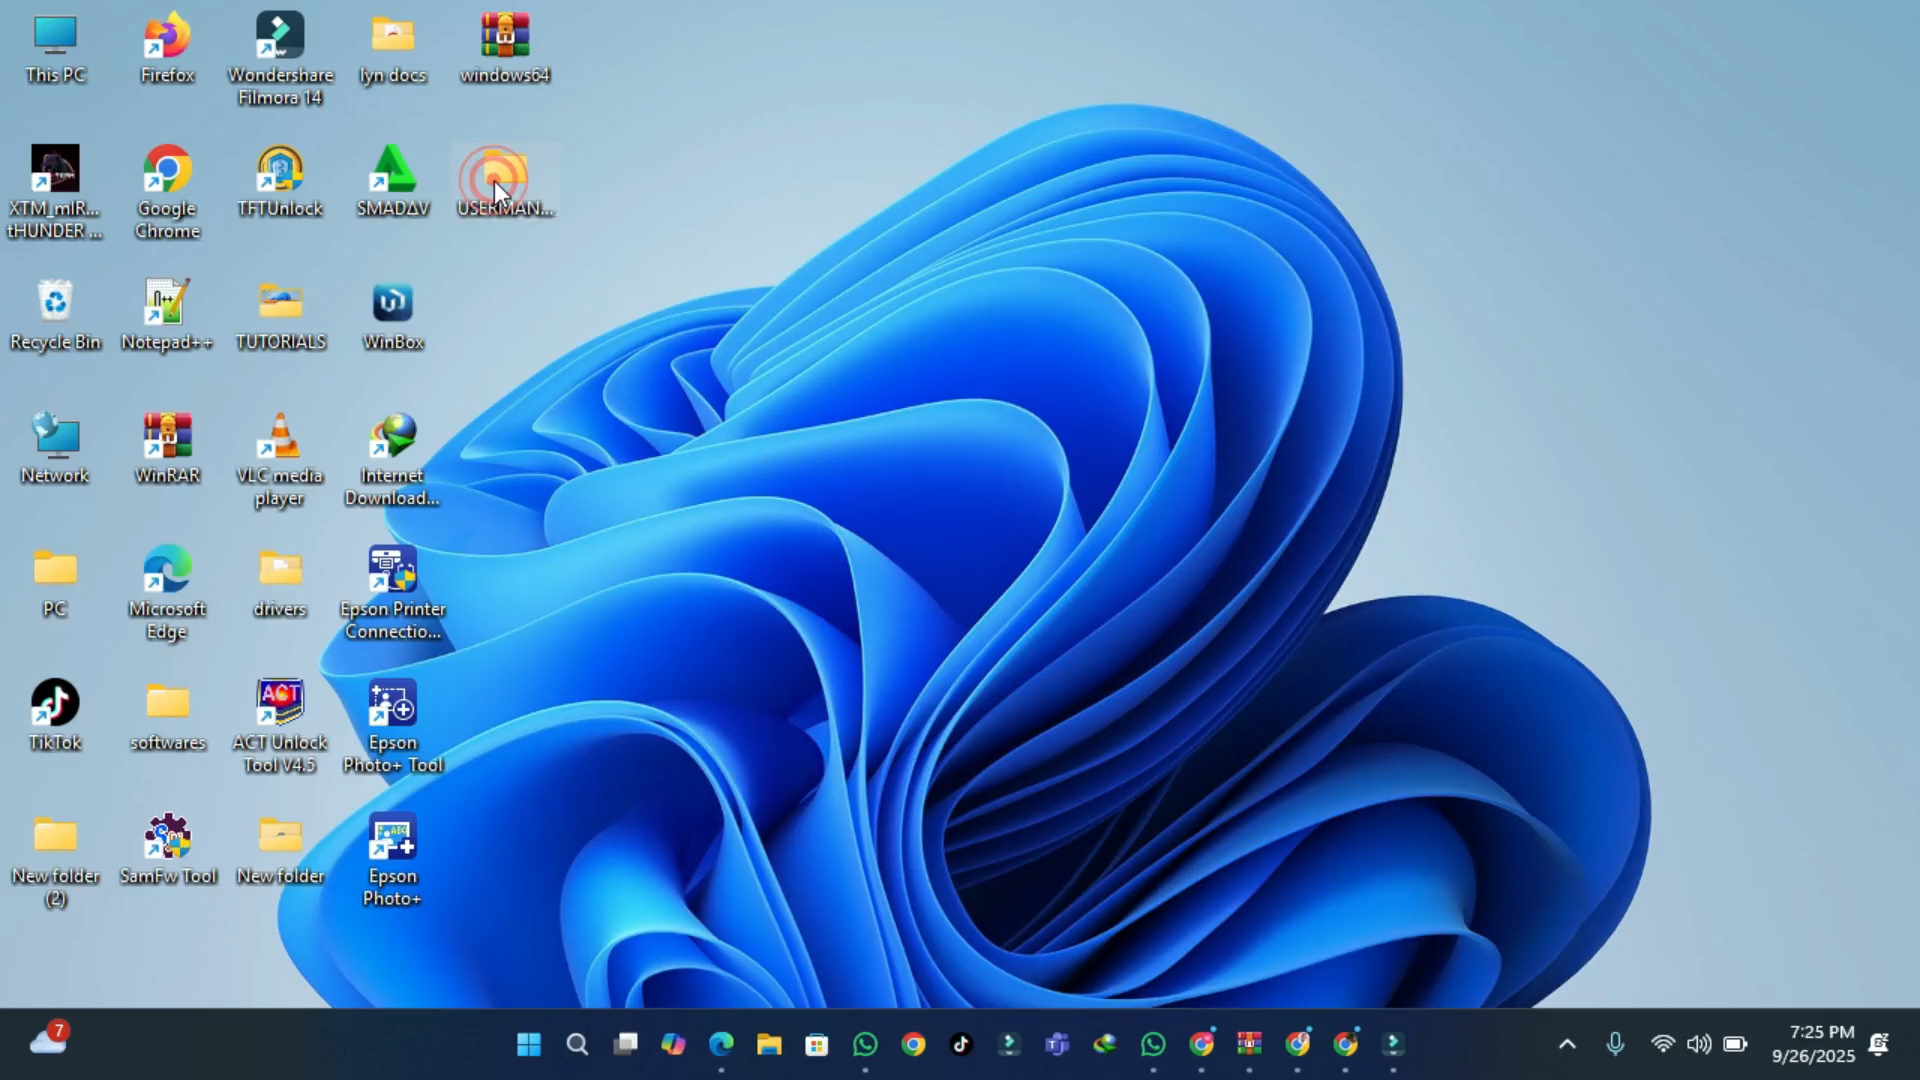 This PC
Firefox
Wondershare
Filmora 14
lyn docs
windows64
XTM_mIR...
tHUNDER ...
Google
Chrome
TFTUnlock
SMADΔV
USERMAN...
Recycle Bin
Notepad++
TUTORIALS
WinBox
Network
WinRAR
VLC media
player
Internet
Download...
PC
Microsoft
Edge
drivers
Epson Printer
Connectio...
TikTok
softwares
ACT
ACT Unlock
Tool V4.5
Epson
Photo+ Tool
New folder
(2)
SamFw Tool
New folder
Epson
Photo+
7
7:25 PM
9/26/2025